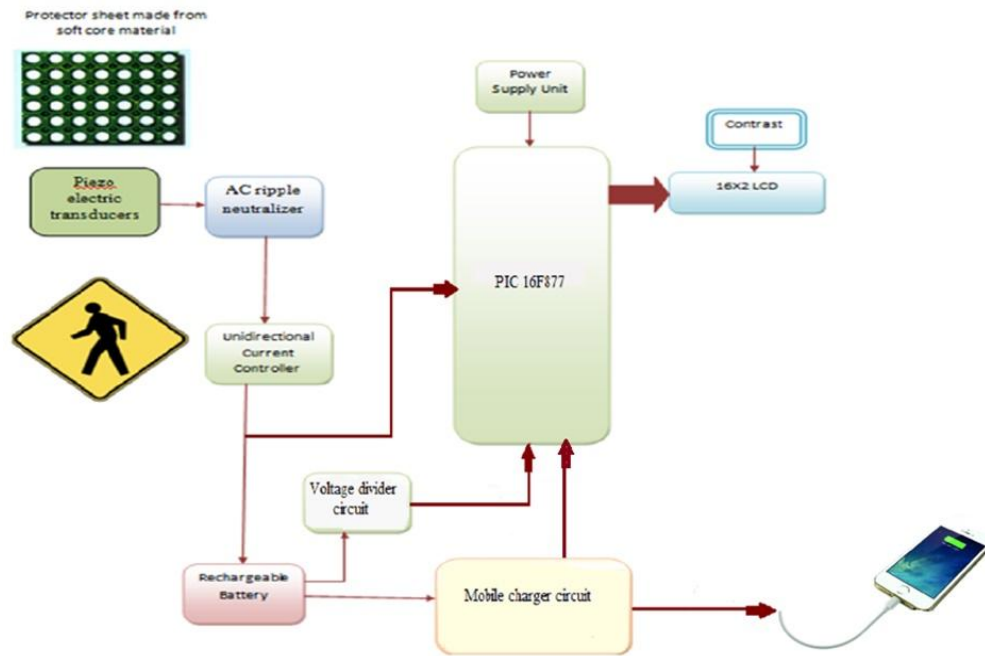 Protector sheet made from
soft core material
Power
Supply Unit
Contrast
16X2 LCD
Piezo
electric
transducers
AC ripple
neutralizer
PIC 16F877
Unidirectional
Current
Controller
Voltage divider
circuit
Rechargeable
Battery
Mobile charger circuit